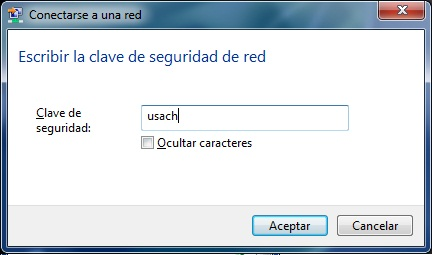 Conectarse a una red
Escribir la clave de seguridad de red
Clave de
seguridad:
usach
Ocultar caracteres
Aceptar
Cancelar